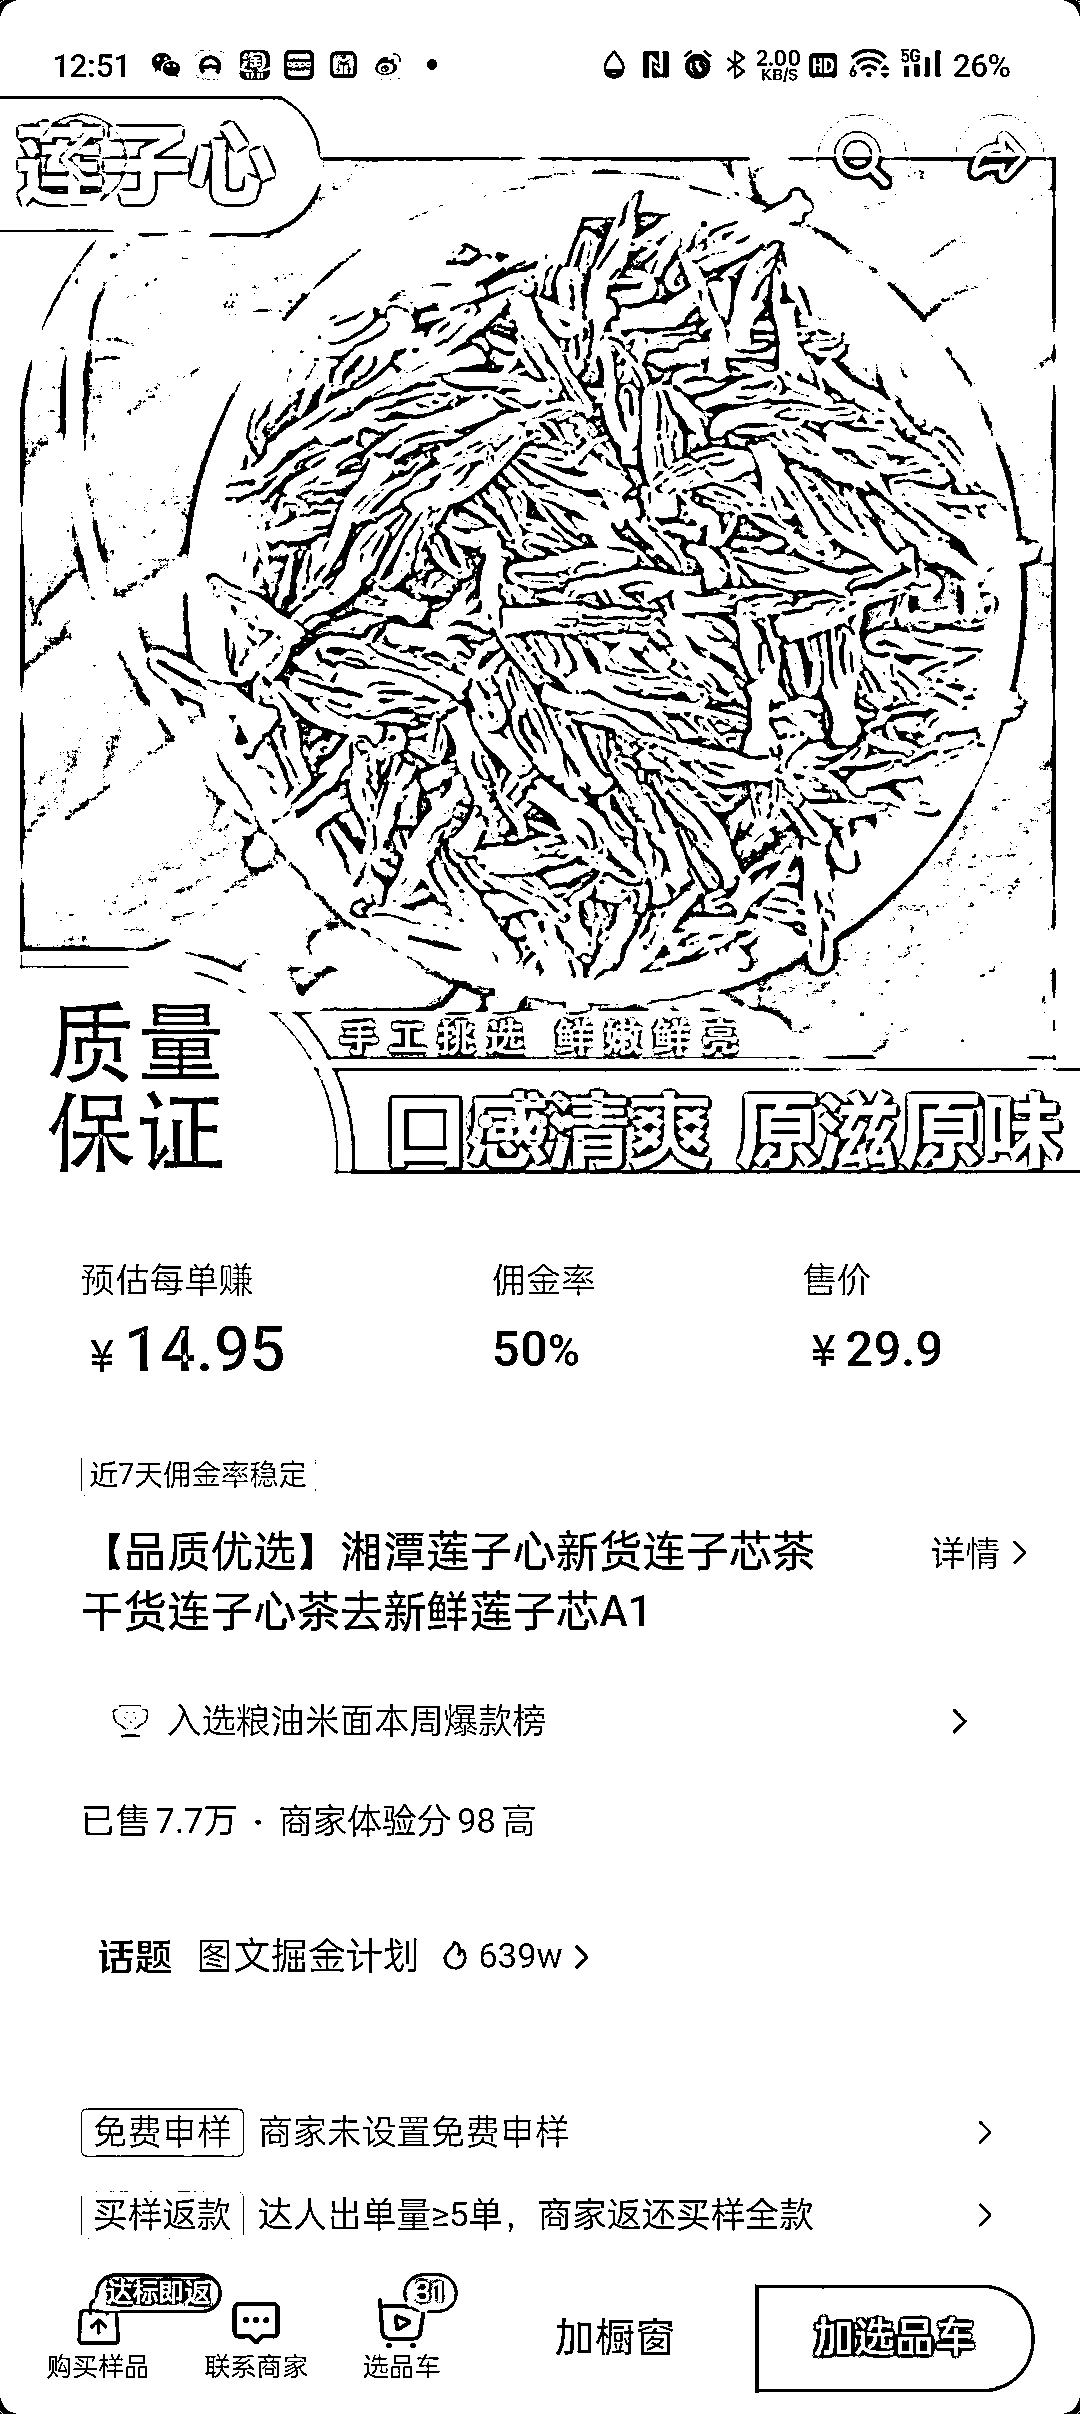 12:51
2.00 KB/S
HD
5G
26%
莲子心
手工挑选 鲜嫩鲜亮
质量
保证
口感清爽 原滋原味
预估每单赚 佣金率 售价
¥14.95 50% ¥29.9
近7天佣金率稳定
【品质优选】湘潭莲子心新货连子芯茶
干货连子心茶去新鲜莲子芯A1
详情
入选粮油米面本周爆款榜
已售7.7万 · 商家体验分98 高
话题 图文掘金计划 639w
免费申样 商家未设置免费申样
买样返款 达人出单量≥5单，商家返还买样全款
达标即返
31
购买样品 联系商家 选品车 加橱窗 加选品车